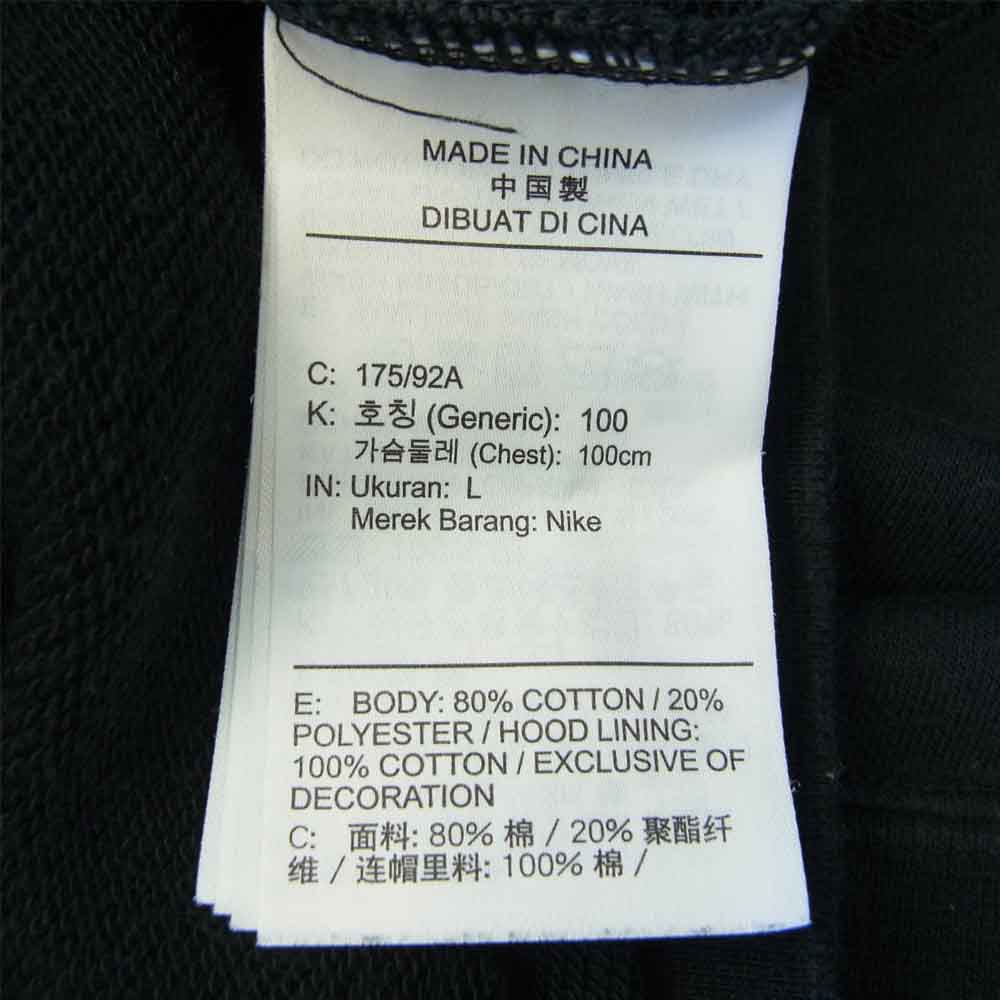 MADE IN CHINA
中国製
DIBUAT DI CINA
C: 175/92A
K: 호칭 (Generic): 100
가슴둘레 (Chest): 100cm
IN: Ukuran: L
Merek Barang: Nike
E: BODY: 80% COTTON / 20%
POLYESTER / HOOD LINING:
100% COTTON / EXCLUSIVE OF
DECORATION
C: 面料: 80% 棉 / 20% 聚酯纤
维 / 连帽里料: 100% 棉 /